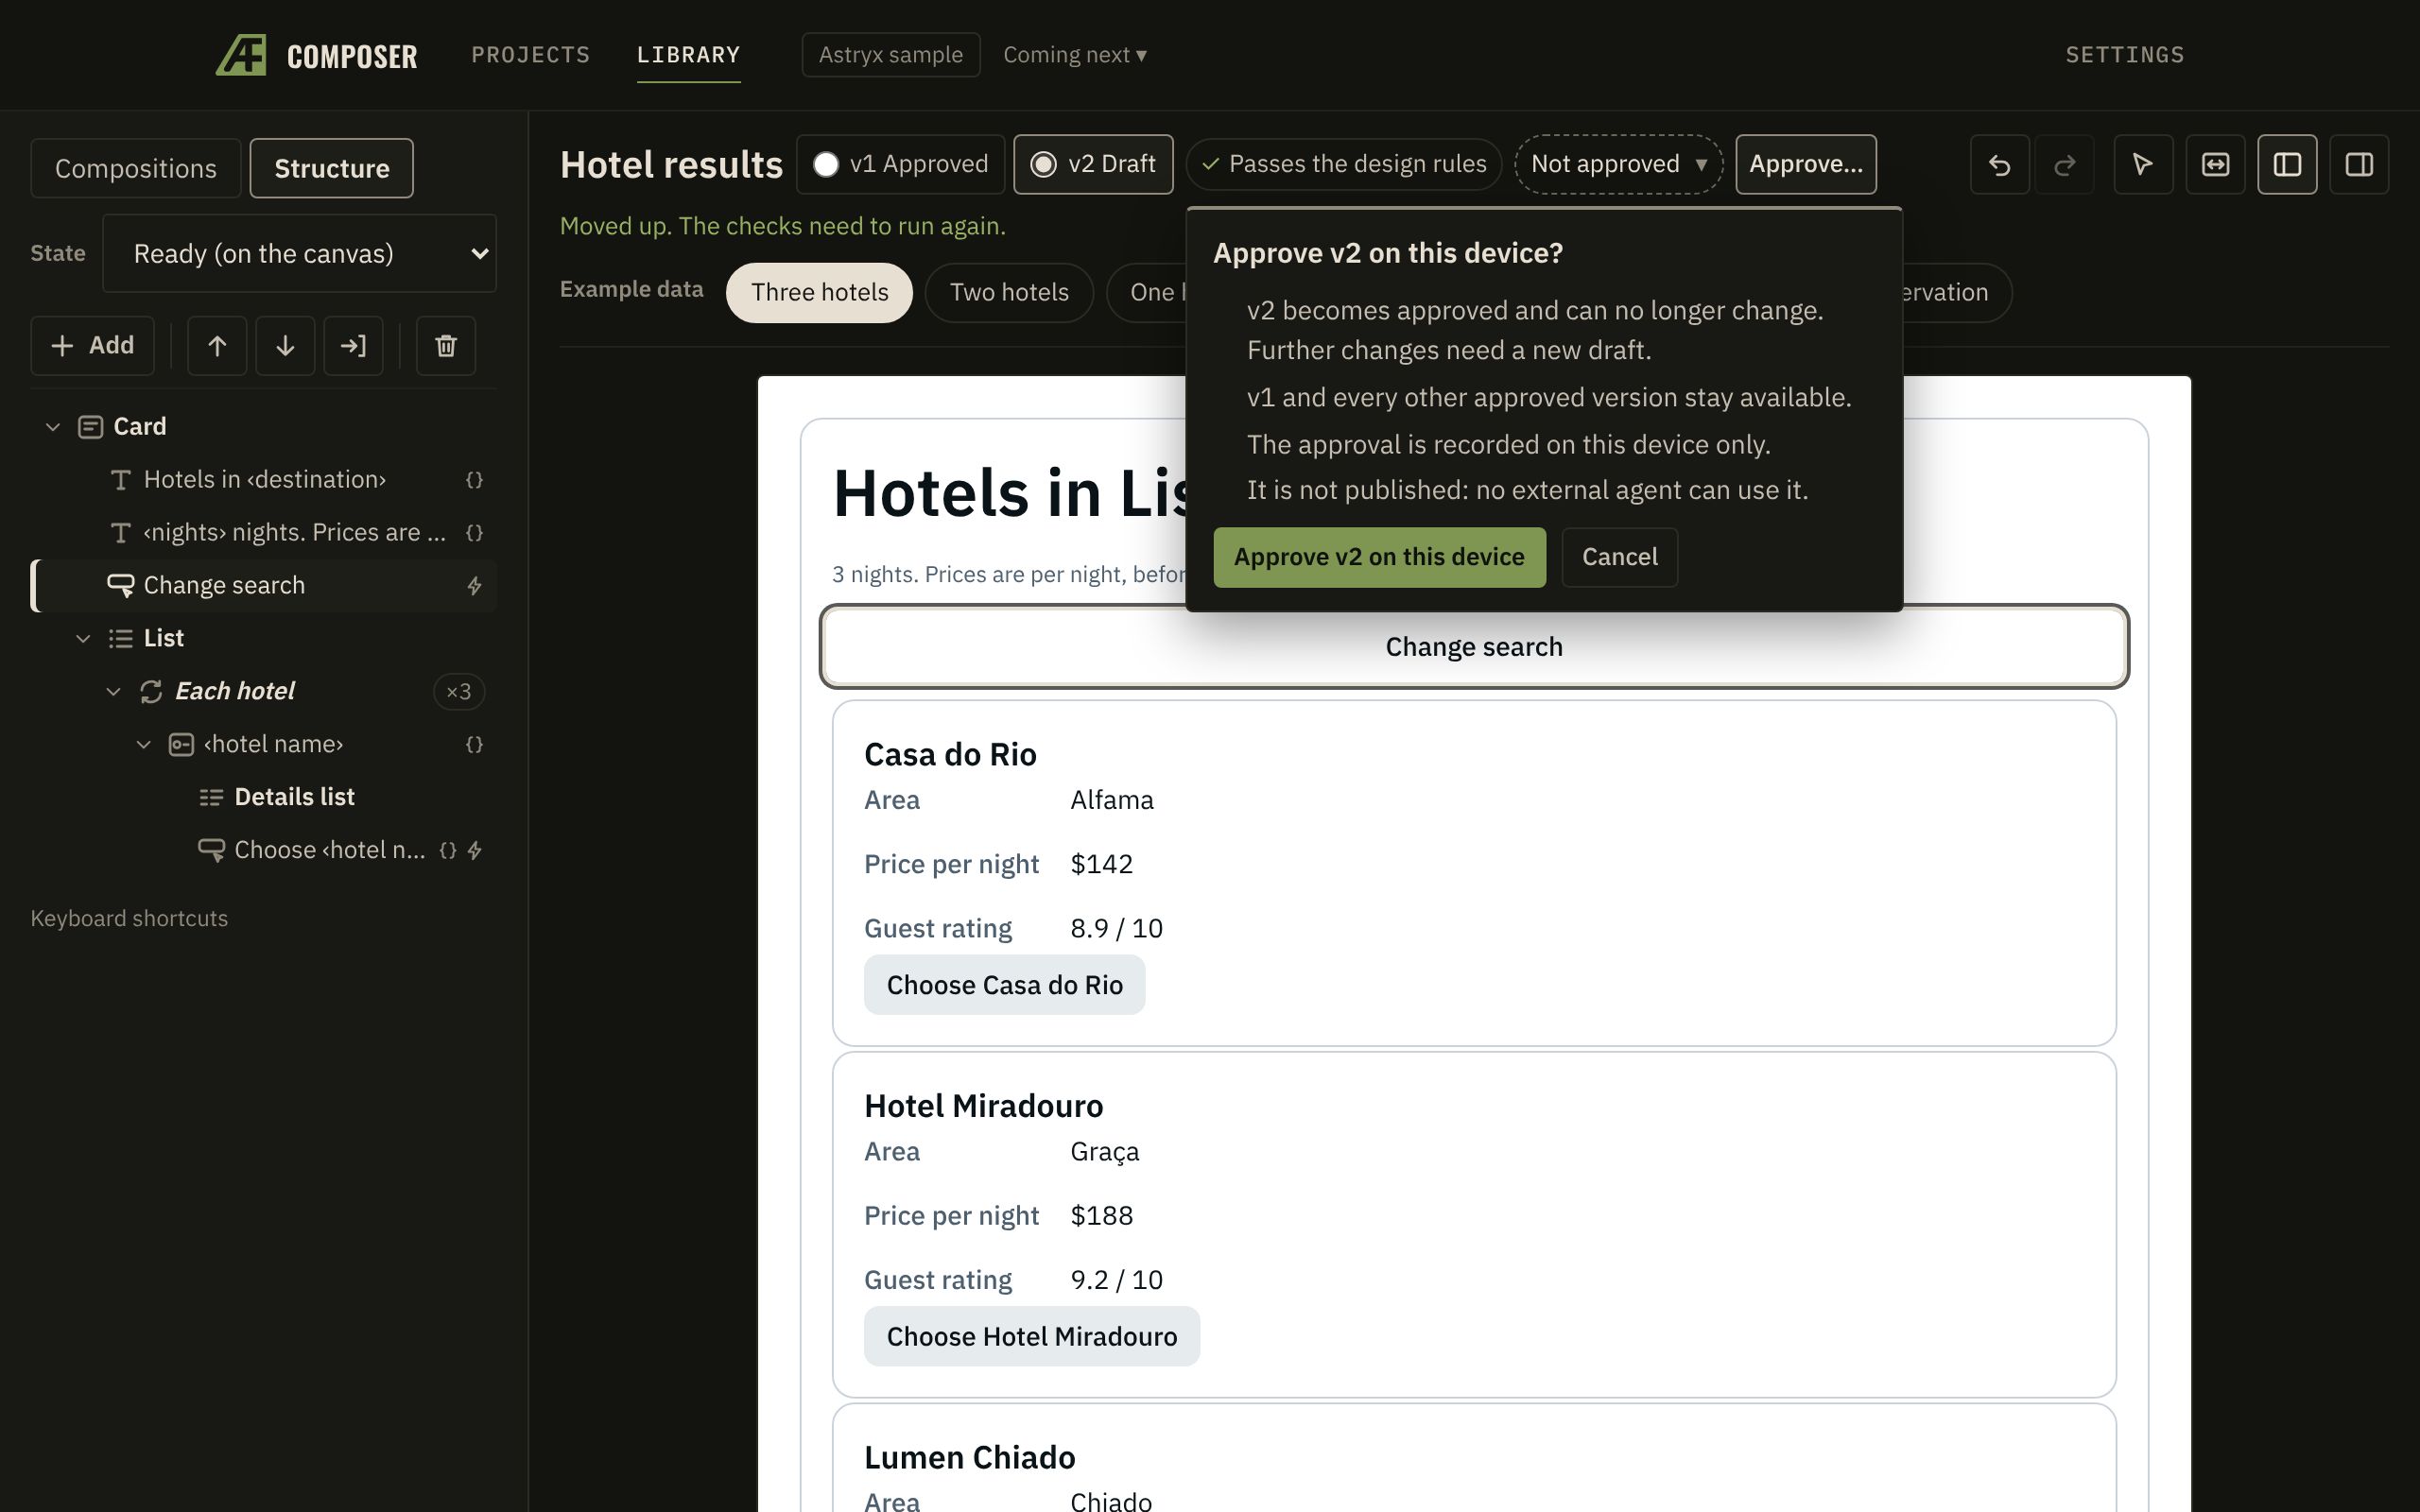 COMPOSER
PROJECTS
LIBRARY
Astryx sample
Coming next ▾
SETTINGS
Compositions
Structure
State
Ready (on the canvas)
Add
Card
Hotels in ‹destination›
{}
‹nights› nights. Prices are ...
{}
Change search
List
Each hotel
×3
‹hotel name›
{}
Details list
Choose ‹hotel n...
{}
Keyboard shortcuts
Hotel results
v1 Approved
v2 Draft
Passes the design rules
Not approved ▾
Approve...
Moved up. The checks need to run again.
Example data
Three hotels
Two hotels
One
Approve v2 on this device?
v2 becomes approved and can no longer change.
Further changes need a new draft.
v1 and every other approved version stay available.
The approval is recorded on this device only.
It is not published: no external agent can use it.
Approve v2 on this device
Cancel
Hotels in
3 nights. Prices are per night,
Change search
Casa do Rio
Area
Alfama
Price per night
$142
Guest rating
8.9 / 10
Choose Casa do Rio
Hotel Miradouro
Area
Graça
Price per night
$188
Guest rating
9.2 / 10
Choose Hotel Miradouro
Lumen Chiado
Area
Chiado